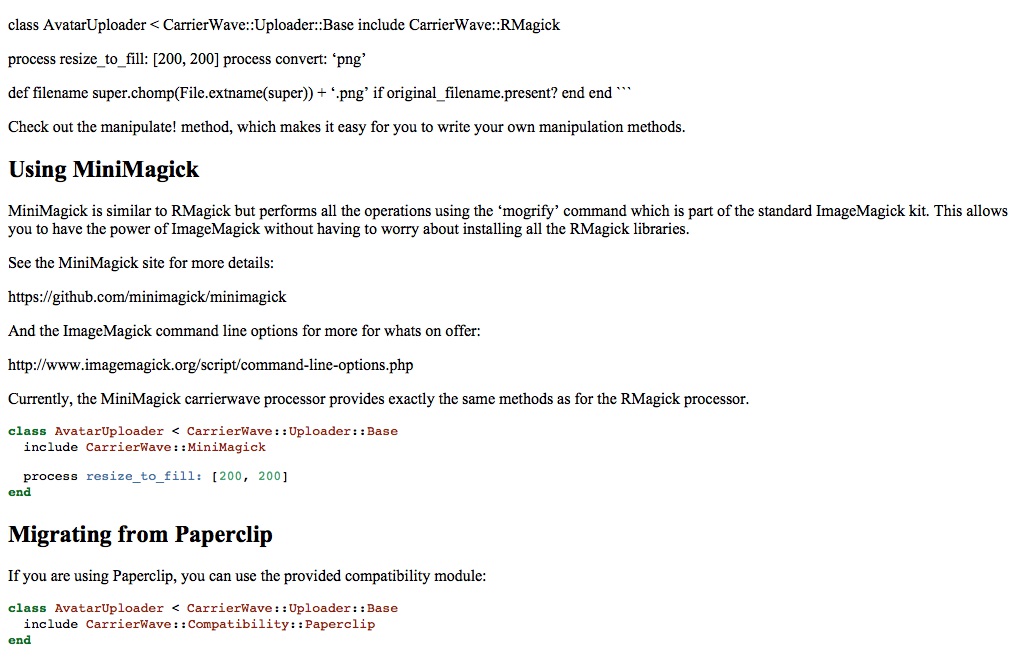 class AvatarUploader < CarrierWave::Uploader::Base include CarrierWave::RMagick
process resize_to_fill: [200, 200] process convert: ‘png’
def filename super.chomp(File.extname(super)) + ‘.png’ if original_filename.present? end end ```
Check out the manipulate! method, which makes it easy for you to write your own manipulation methods.
Using MiniMagick
MiniMagick is similar to RMagick but performs all the operations using the ‘mogrify’ command which is part of the standard ImageMagick kit. This allows
you to have the power of ImageMagick without having to worry about installing all the RMagick libraries.
See the MiniMagick site for more details:
https://github.com/minimagick/minimagick
And the ImageMagick command line options for more for whats on offer:
http://www.imagemagick.org/script/command-line-options.php
Currently, the MiniMagick carrierwave processor provides exactly the same methods as for the RMagick processor.
class AvatarUploader < CarrierWave::Uploader::Base
  include CarrierWave::MiniMagick
  process resize_to_fill: [200, 200]
end
Migrating from Paperclip
If you are using Paperclip, you can use the provided compatibility module:
class AvatarUploader < CarrierWave::Uploader::Base
  include CarrierWave::Compatibility::Paperclip
end